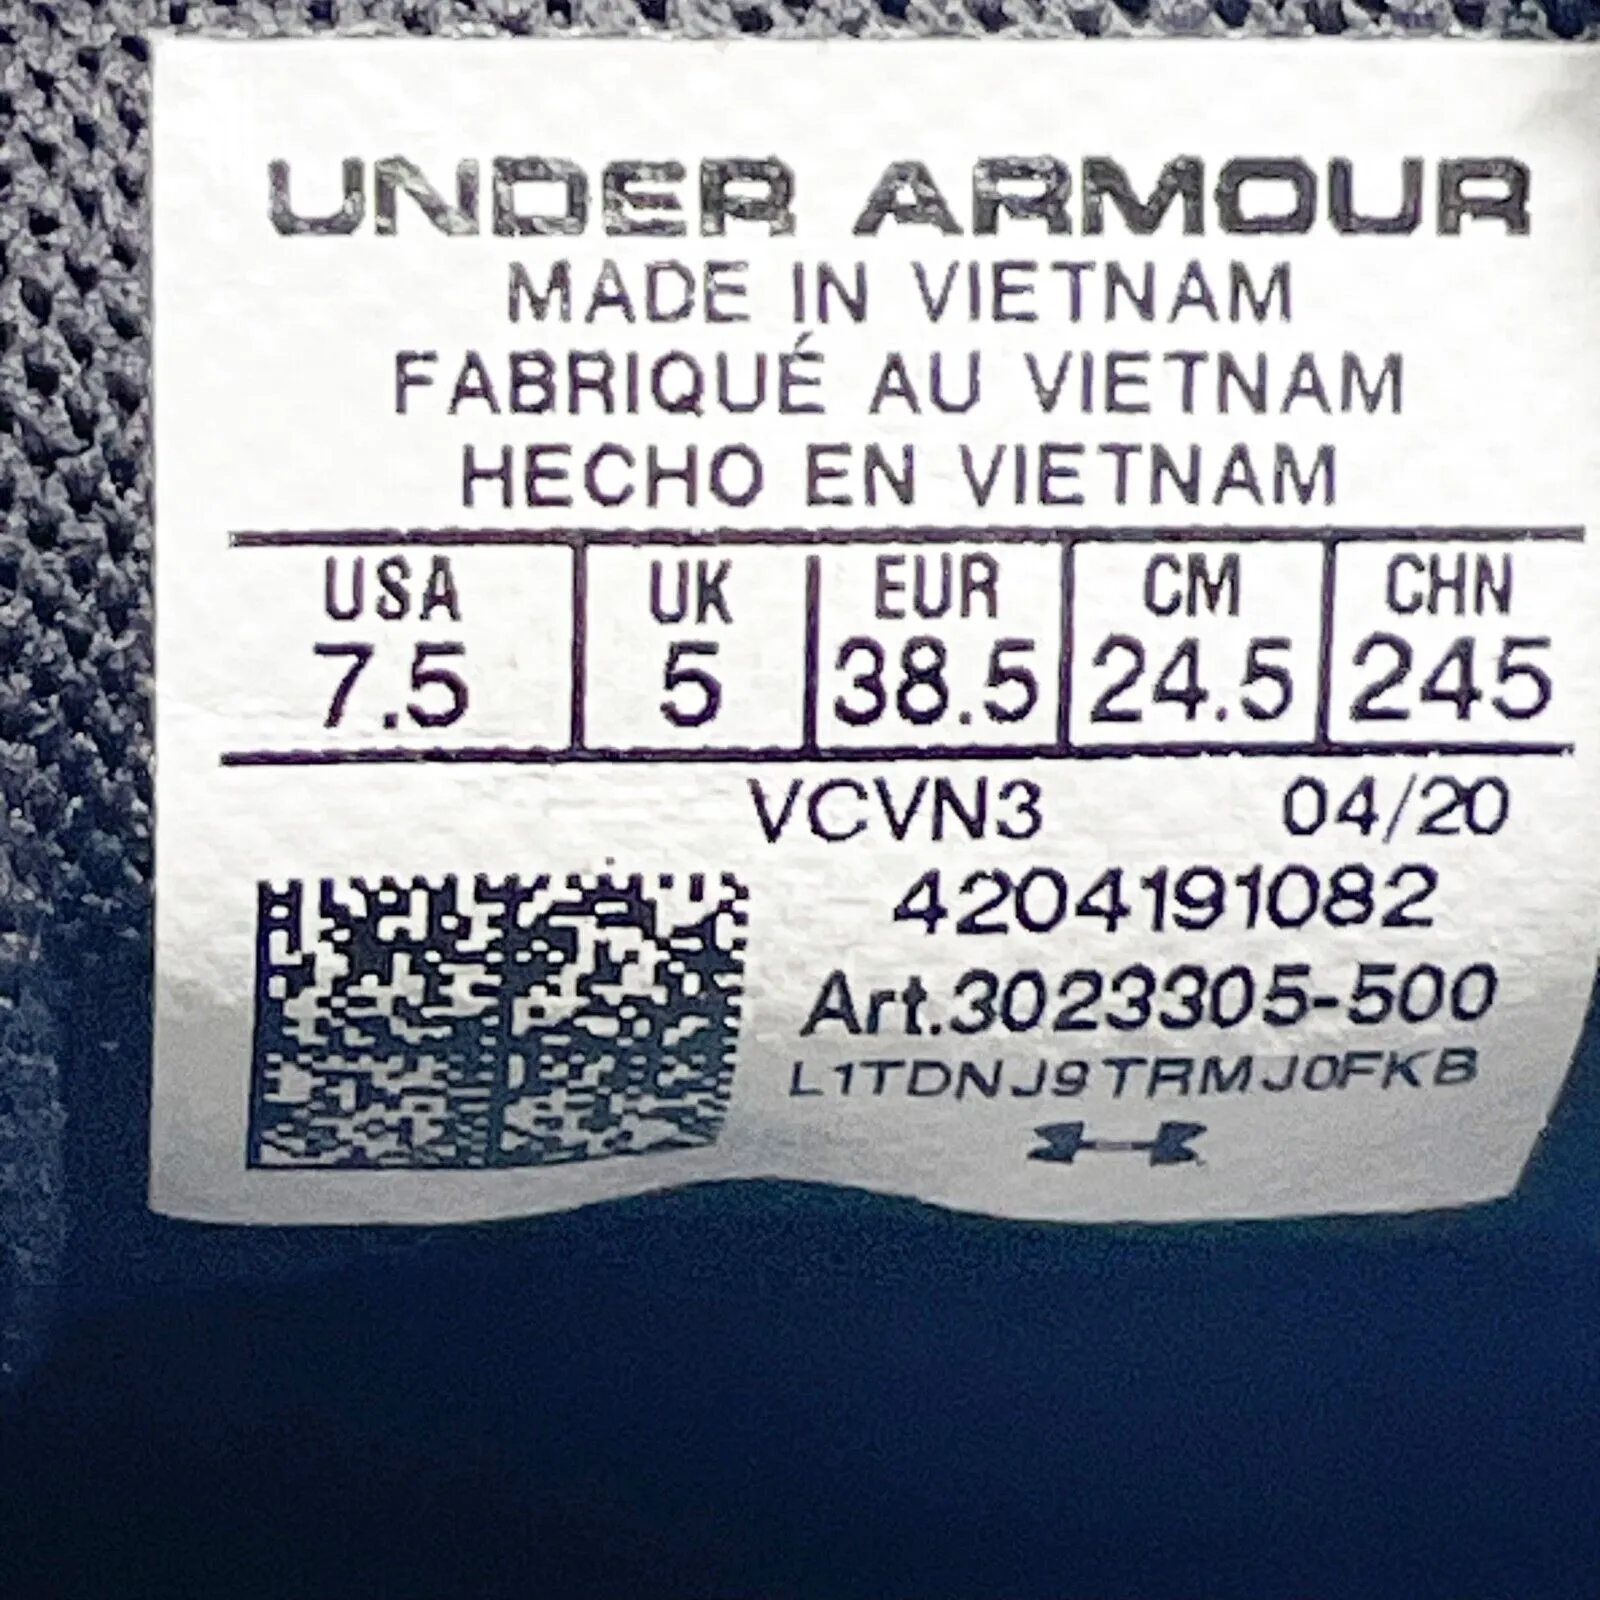 UNDER ARMOUR
MADE IN VIETNAM
FABRIQUÉ AU VIETNAM
HECHO EN VIETNAM
USA UK EUR CM CHN
7.5 5 38.5 24.5 245
VCVN3 04/20
4204191082
Art.3023305-500
L1TDNJ9TRMJ0FKB